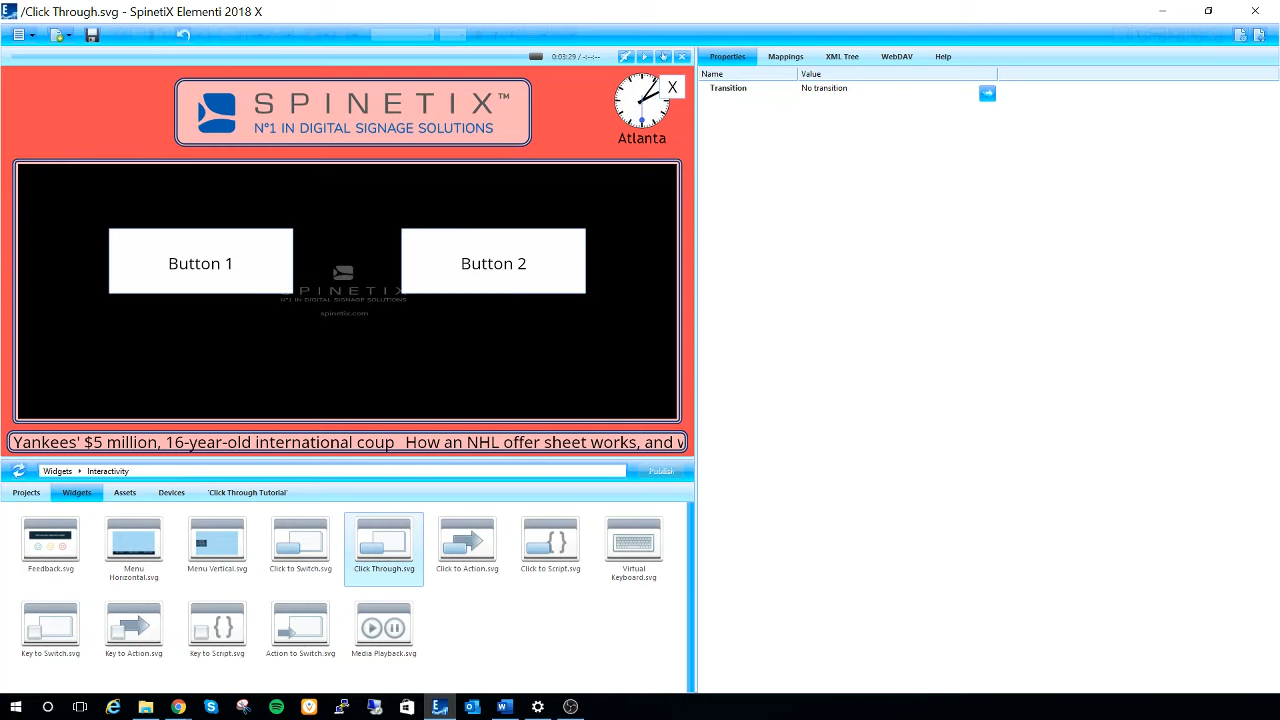 /Click Through.svg - SpinetiX Elementi 2018 X
0:03:29 / -:--:--
SPINETIX™
N°1 IN DIGITAL SIGNAGE SOLUTIONS
X
Atlanta
Button 1
Button 2
SPINETIX
N°1 IN DIGITAL SIGNAGE SOLUTIONS
spinetix.com
Yankees' $5 million, 16-year-old international coup How an NHL offer sheet works, and w
Properties Mappings XML Tree WebDAV Help
Name Value
Transition No transition
Widgets Interactivity
Publish
Projects Widgets Assets Devices 'Click Through Tutorial'
Feedback.svg
Menu Horizontal.svg
Menu Vertical.svg
Click to Switch.svg
Click Through.svg
Click to Action.svg
Click to Script.svg
Virtual Keyboard.svg
Key to Switch.svg
Key to Action.svg
Key to Script.svg
Action to Switch.svg
Media Playback.svg